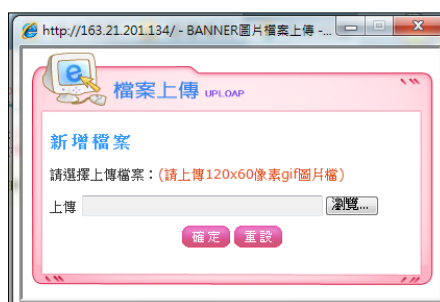 http://163.21.201.134/ - BANNER圖片檔案上傳 -...
檔案上傳 UPLOAP
新增檔案
請選擇上傳檔案：(請上傳120x60像素gif圖片檔)
上傳 瀏覽...
確定 重設